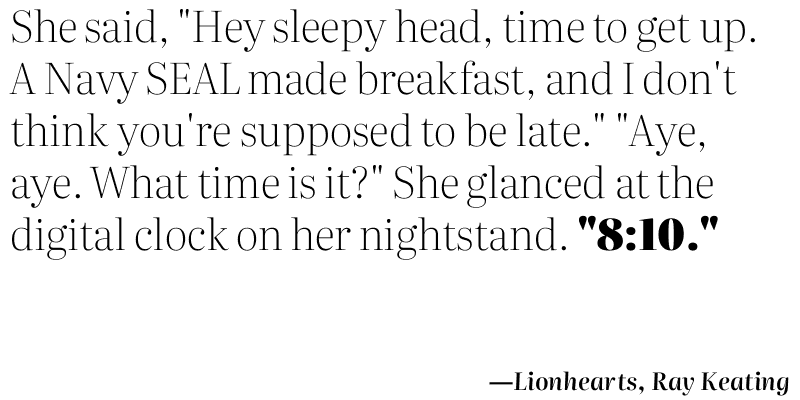 She said, "Hey sleepy head, time to get up.
A Navy SEAL made breakfast, and I don't
think you're supposed to be late." "Aye,
aye. What time is it?" She glanced at the
digital clock on her nightstand. "8:10."
—Lionhearts, Ray Keating